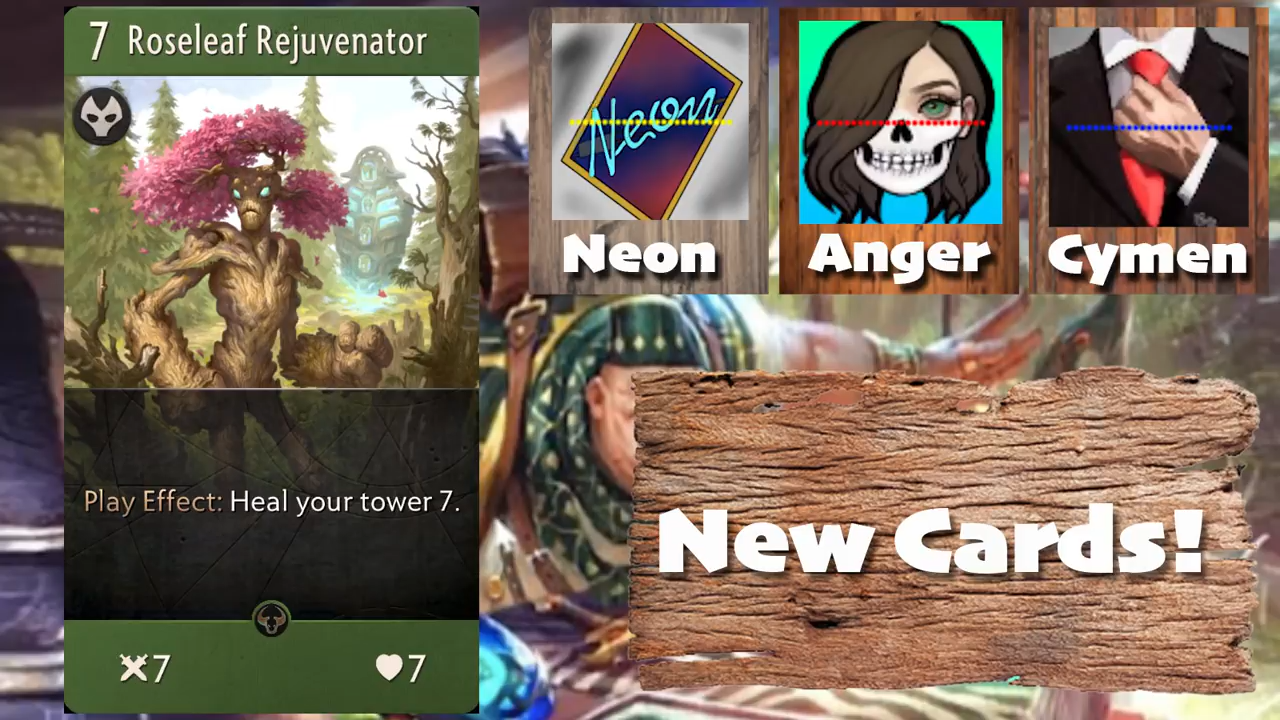 7 Roseleaf Rejuvenator
Play Effect: Heal your tower 7.
7 7
Neon
Neon
Anger
Cymen
New Cards!